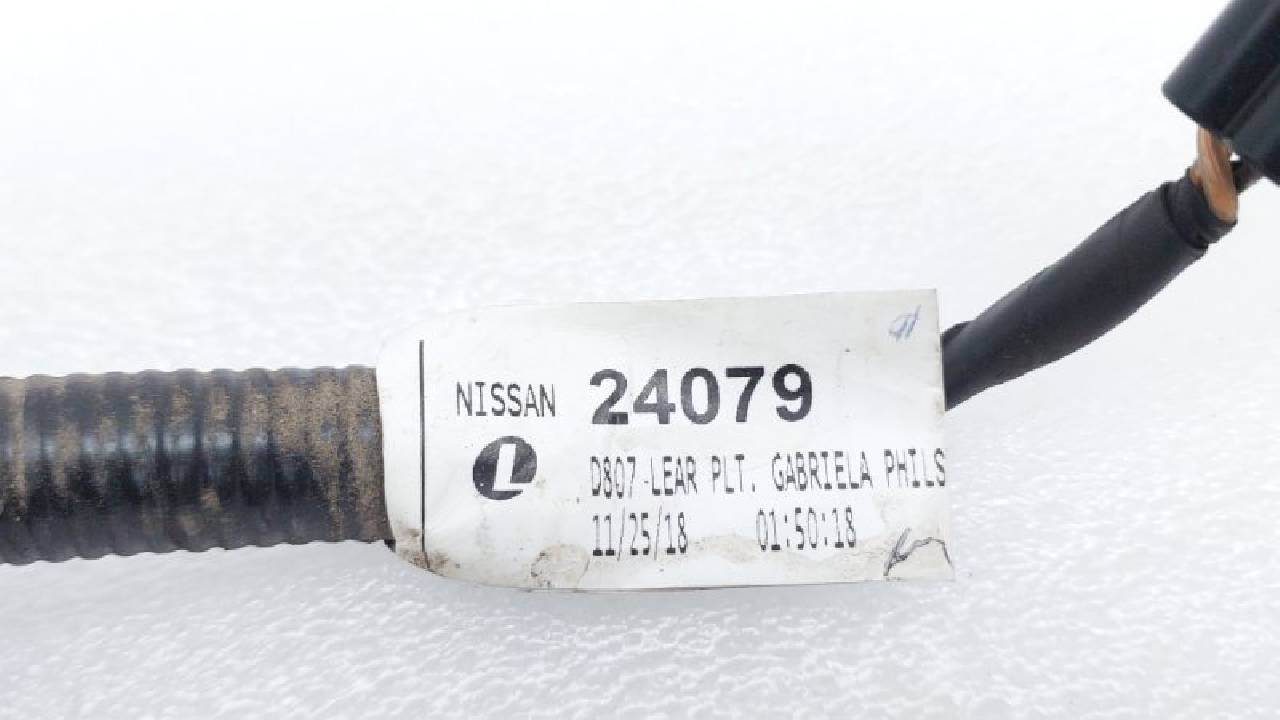 NISSAN 24079
L
D807-LEAR PLT. GABRIELA PHILS
11/25/18 01:50:18